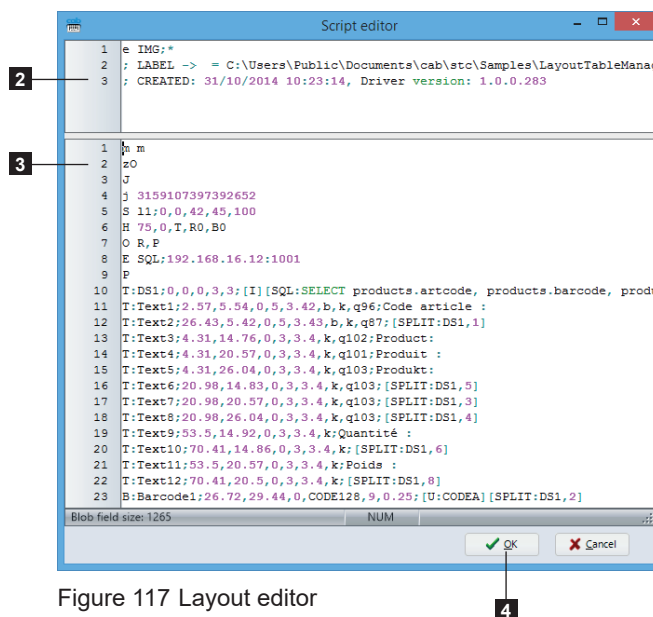 Script editor
1 e IMG;*
2 ; LABEL -> = C:\Users\Public\Documents\cab\stc\Samples\LayoutTableMana
2
3 ; CREATED: 31/10/2014 10:23:14, Driver version: 1.0.0.283
1 m m
3
2 zO
3 J
4 j 3159107397392652
5 S l1;0,0,42,45,100
6 H 75,0,T,R0,B0
7 O R,P
8 E SQL;192.168.16.12:1001
9 P
10 T:DS1;0,0,0,3,3;[I][SQL:SELECT products.artcode, products.barcode, produ
11 T:Text1;2.57,5.54,0,5,3.42,b,k,q96;Code article :
12 T:Text2;26.43,5.42,0,5,3.43,b,k,q87;[SPLIT:DS1,1]
13 T:Text3;4.31,14.76,0,3,3.4,k,q102;Product:
14 T:Text4;4.31,20.57,0,3,3.4,k,q101;Produit :
15 T:Text5;4.31,26.04,0,3,3.4,k,q103;Produkt:
16 T:Text6;20.98,14.83,0,3,3.4,k,q103;[SPLIT:DS1,5]
17 T:Text7;20.98,20.57,0,3,3.4,k,q103;[SPLIT:DS1,3]
18 T:Text8;20.98,26.04,0,3,3.4,k,q103;[SPLIT:DS1,4]
19 T:Text9;53.5,14.92,0,3,3.4,k;Quantité :
20 T:Text10;70.41,14.86,0,3,3.4,k;[SPLIT:DS1,6]
21 T:Text11;53.5,20.57,0,3,3.4,k;Poids :
22 T:Text12;70.41,20.5,0,3,3.4,k;[SPLIT:DS1,8]
23 B:Barcode1;26.72,29.44,0,CODE128,9,0.25;[U:CODEA][SPLIT:DS1,2]
Blob field size: 1265 NUM
OK Cancel
Figure 117 Layout editor
4